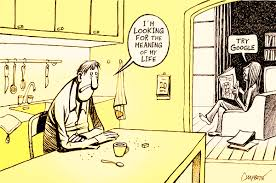 I'M
LOOKING
FOR THE
MEANING
OF MY
LIFE
TRY
GOOGLE